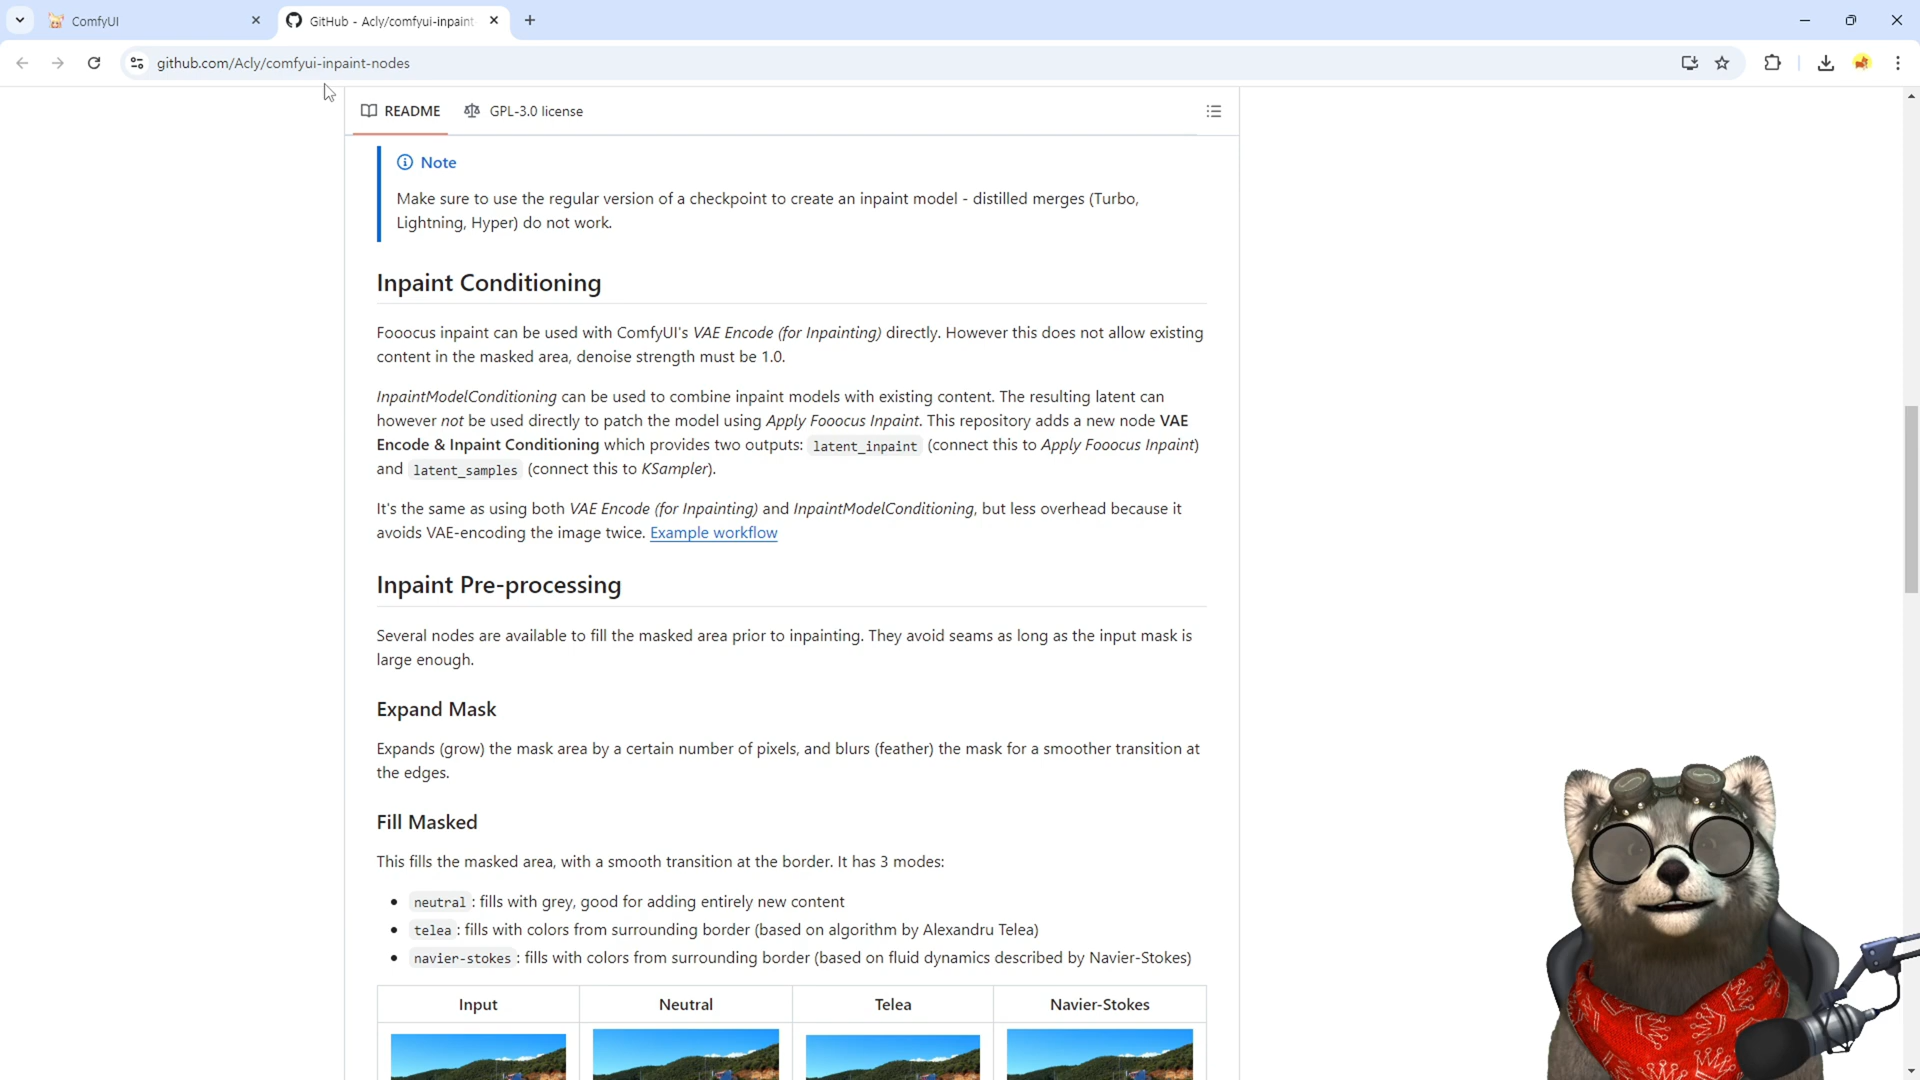 ComfyUI
GitHub - Acly/comfyui-inpaint-
github.com/Acly/comfyui-inpaint-nodes
README
GPL-3.0 license
Note
Make sure to use the regular version of a checkpoint to create an inpaint model - distilled merges (Turbo,
Lightning, Hyper) do not work.
Inpaint Conditioning
Fooocus inpaint can be used with ComfyUI's VAE Encode (for Inpainting) directly. However this does not allow existing
content in the masked area, denoise strength must be 1.0.
InpaintModelConditioning can be used to combine inpaint models with existing content. The resulting latent can
however not be used directly to patch the model using Apply Fooocus Inpaint. This repository adds a new node VAE
Encode & Inpaint Conditioning which provides two outputs: latent_inpaint (connect this to Apply Fooocus Inpaint)
and latent_samples (connect this to KSampler).
It's the same as using both VAE Encode (for Inpainting) and InpaintModelConditioning, but less overhead because it
avoids VAE-encoding the image twice. Example workflow
Inpaint Pre-processing
Several nodes are available to fill the masked area prior to inpainting. They avoid seams as long as the input mask is
large enough.
Expand Mask
Expands (grow) the mask area by a certain number of pixels, and blurs (feather) the mask for a smoother transition at
the edges.
Fill Masked
This fills the masked area, with a smooth transition at the border. It has 3 modes:
• neutral : fills with grey, good for adding entirely new content
• telea : fills with colors from surrounding border (based on algorithm by Alexandru Telea)
• navier-stokes : fills with colors from surrounding border (based on fluid dynamics described by Navier-Stokes)
Input Neutral Telea Navier-Stokes